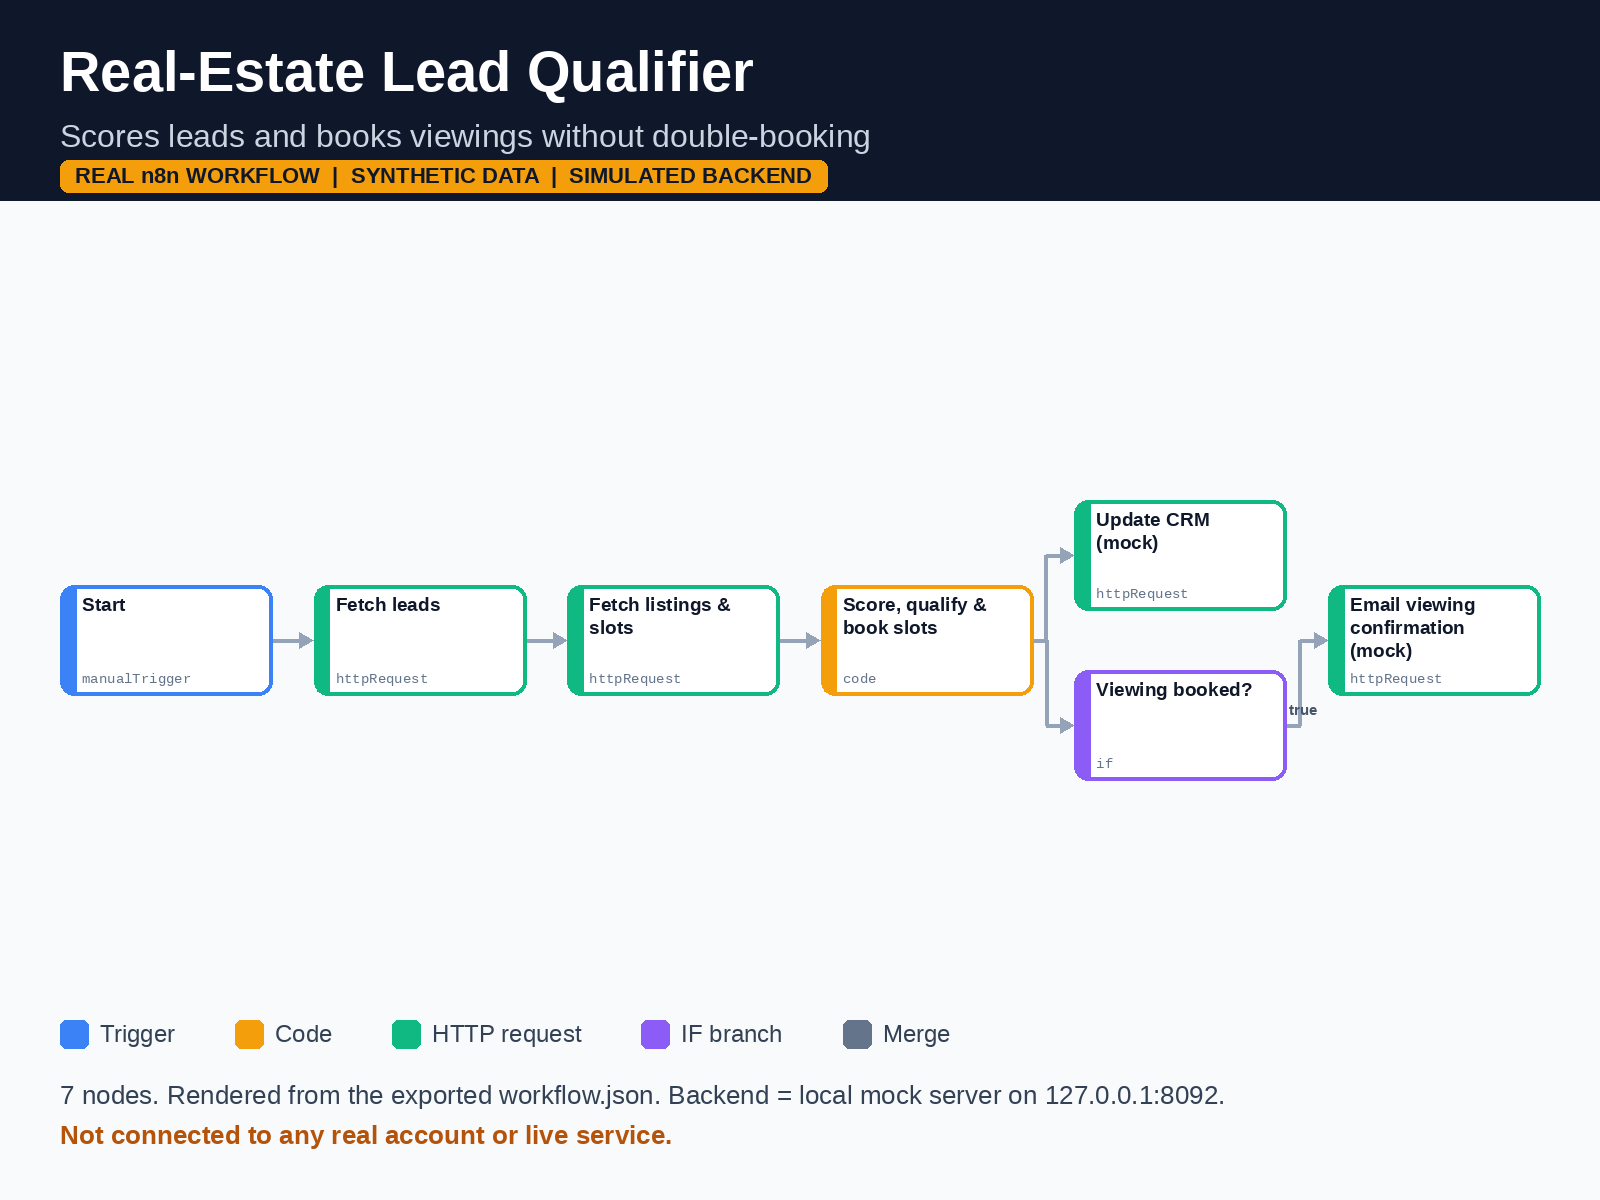 Real-Estate Lead Qualifier
Scores leads and books viewings without double-booking
REAL n8n WORKFLOW | SYNTHETIC DATA | SIMULATED BACKEND
Start
manualTrigger
Fetch leads
httpRequest
Fetch listings &
slots
httpRequest
Score, qualify &
book slots
code
Update CRM
(mock)
httpRequest
Viewing booked?
if
true
Email viewing
confirmation
(mock)
httpRequest
Trigger
Code
HTTP request
IF branch
Merge
7 nodes. Rendered from the exported workflow.json. Backend = local mock server on 127.0.0.1:8092.
Not connected to any real account or live service.